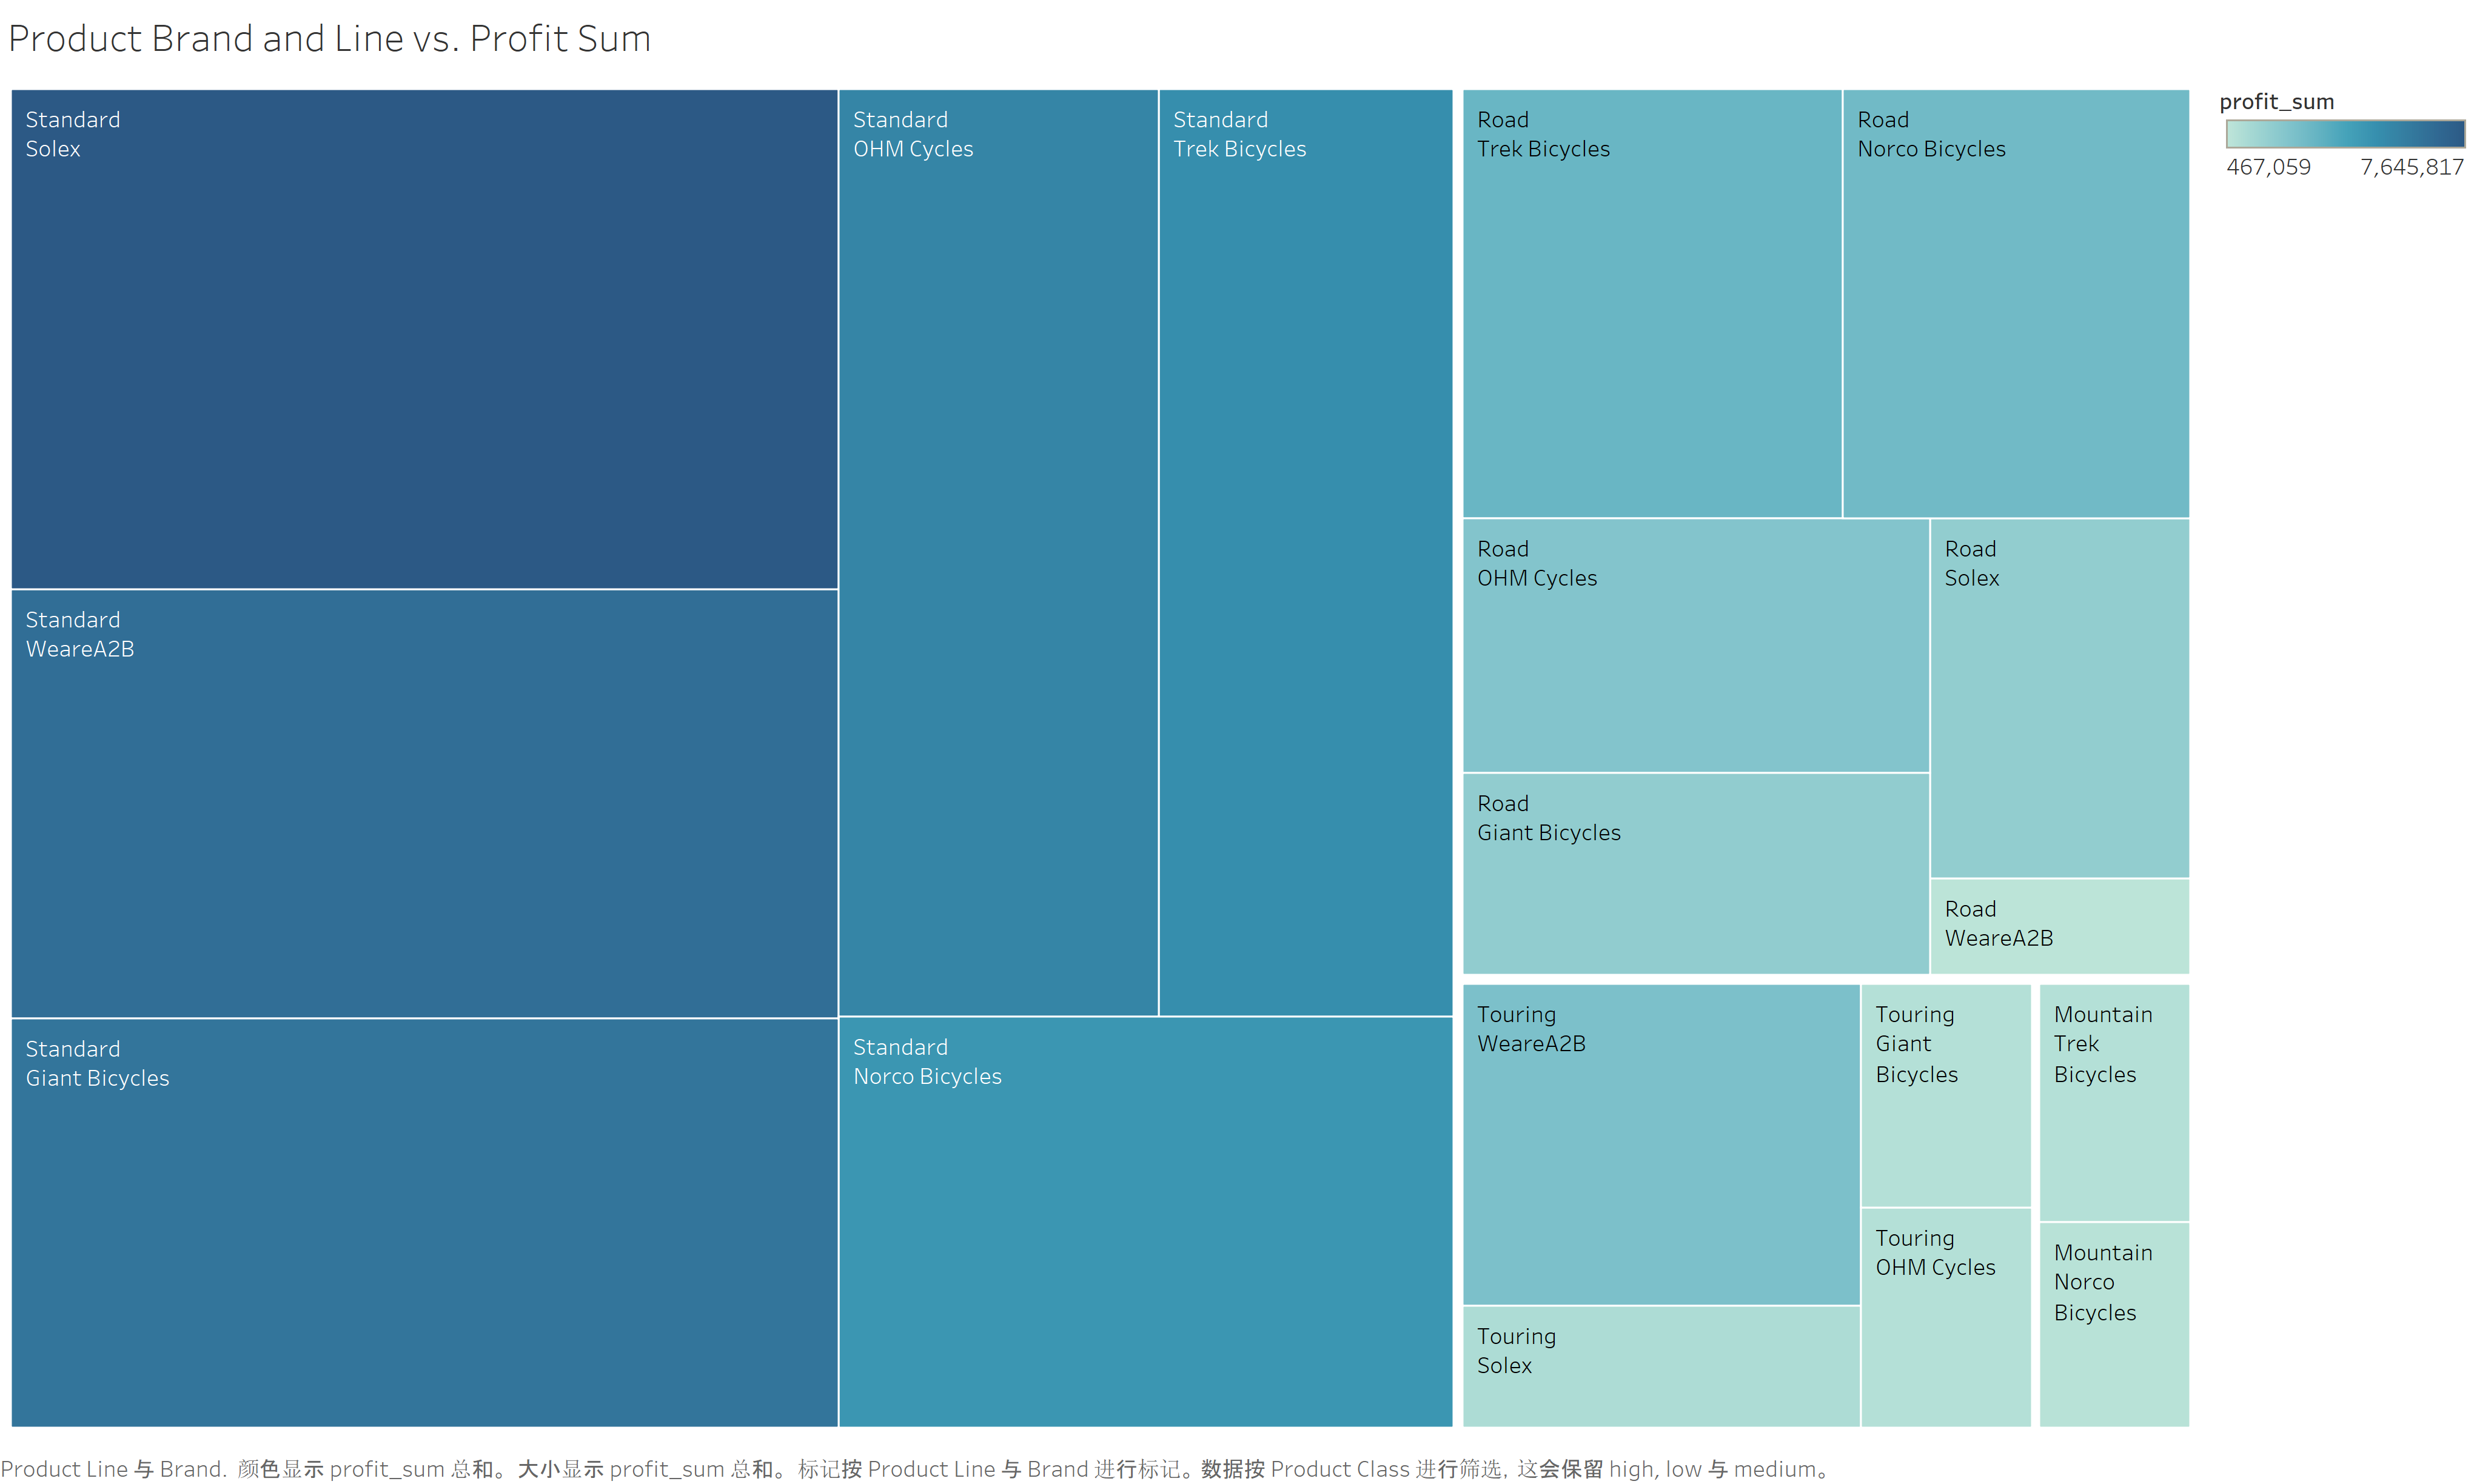 Product Brand and Line vs. Profit Sum
Standard
Solex
Standard
WeareA2B
Standard
Giant Bicycles
Standard
OHM Cycles
Standard
Trek Bicycles
Standard
Norco Bicycles
Road
Trek Bicycles
Road
Norco Bicycles
Road
OHM Cycles
Road
Solex
Road
Giant Bicycles
Road
WeareA2B
Touring
WeareA2B
Touring
Giant
Bicycles
Touring
OHM Cycles
Touring
Solex
Mountain
Trek
Bicycles
Mountain
Norco
Bicycles
profit_sum
467,059 7,645,817
Product Line 与 Brand. 颜色显示 profit_sum 总和。大小显示 profit_sum 总和。 标记按 Product Line 与 Brand 进行标记。数据按 Product Class 进行筛选, 这会保留 high, low 与 medium。